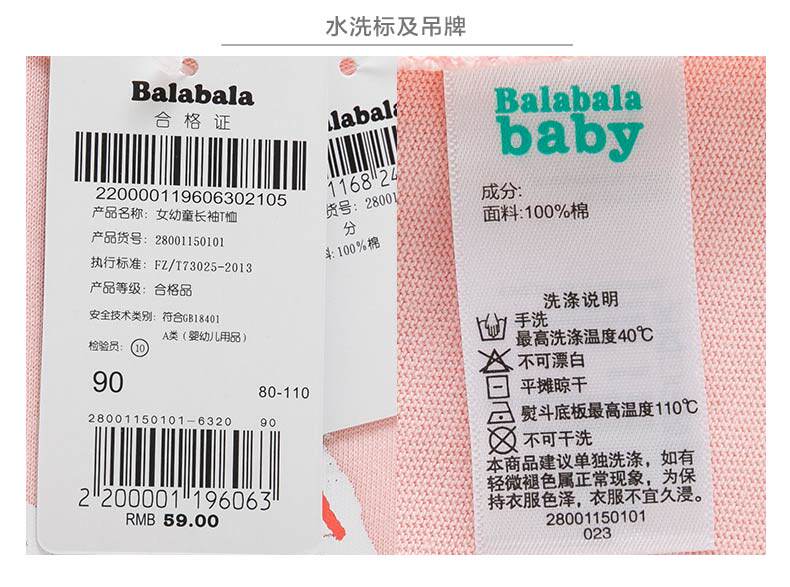 水洗标及吊牌
Balabala
合格证
220000119606302105
产品名称: 女幼童长袖T恤
产品货号: 28001150101
执行标准: FZ/T73025-2013
产品等级: 合格品
安全技术类别: 符合GB18401
A类(婴幼儿用品)
检验员: 10
90
80-110
28001150101-6320 90
2 200001 196063
RMB 59.00
labala
1168 24
货号: 28001
分
料: 100%棉
Balabala
baby
成分:
面料:100%棉
洗涤说明
手洗
最高洗涤温度40℃
不可漂白
平摊晾干
熨斗底板最高温度110℃
不可干洗
本商品建议单独洗涤，如有
轻微褪色属正常现象，为保
持衣服色泽，衣服不宜久浸。
28001150101
023